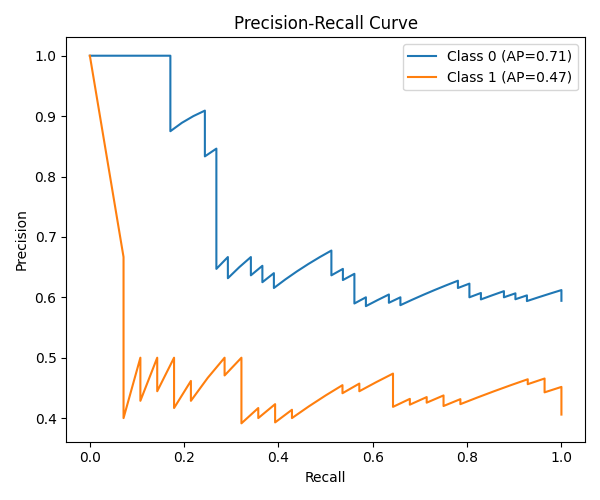 Precision-Recall Curve
Class 0 (AP=0.71)
Class 1 (AP=0.47)
Precision
1.0
0.9
0.8
0.7
0.6
0.5
0.4
0.0 0.2 0.4 0.6 0.8 1.0
Recall